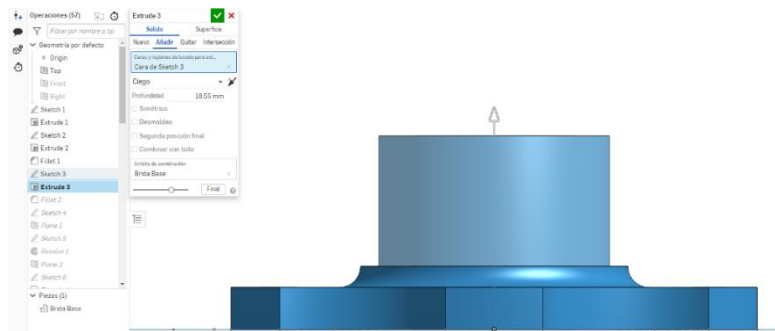 Operaciones (57)
Filtrar por nombre o tip
Geometría por defecto
Origin
Top
Front
Right
Sketch 1
Extrude 1
Sketch 2
Extrude 2
Fillet 1
Sketch 3
Extrude 3
Fillet 2
Sketch 4
Plane 1
Sketch 5
Revolve 1
Plane 2
Sketch 6
Piezas (1)
Brida Base
Extrude 3
Sólido Superficie
Nuevo Añadir Quitar Intersección
Caras y regiones de boceto para ext...
Cara de Sketch 3
Ciego
Profundidad 18.55 mm
Simétrico
Desmoldeo
Segunda posición final
Combinar con todo
Ámbito de combinación
Brida Base
Final